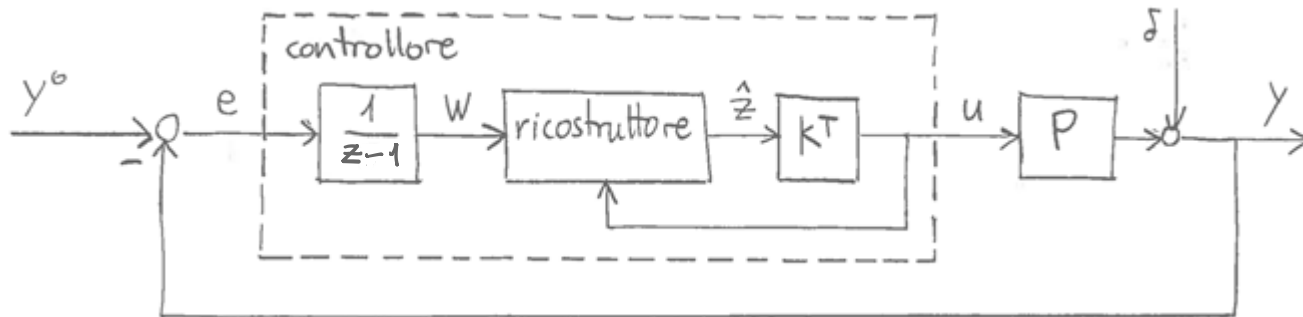 controllore
y° e 1/(z-1) w ricostruttore ẑ K^T u P δ y
-